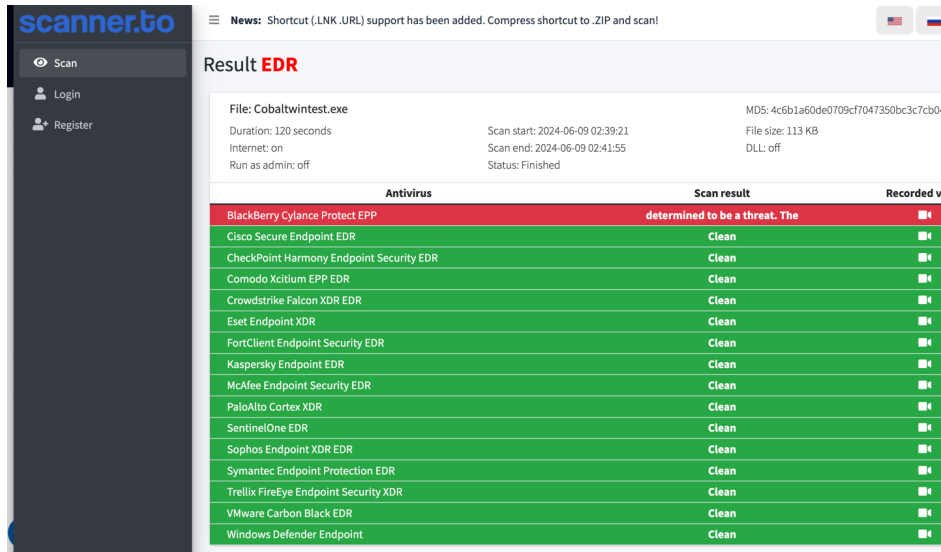 scanner.to
News: Shortcut (.LNK .URL) support has been added. Compress shortcut to .ZIP and scan!
Scan
Login
Register
Result EDR
File: Cobaltwintest.exe
MD5: 4c6b1a60de0709cf7047350bc3c7cb04
Duration: 120 seconds
Scan start: 2024-06-09 02:39:21
File size: 113 KB
Internet: on
Scan end: 2024-06-09 02:41:55
DLL: off
Run as admin: off
Status: Finished
Antivirus Scan result Recorded v
BlackBerry Cylance Protect EPP determined to be a threat. The
Cisco Secure Endpoint EDR Clean
CheckPoint Harmony Endpoint Security EDR Clean
Comodo Xcitium EPP EDR Clean
Crowdstrike Falcon XDR EDR Clean
Eset Endpoint XDR Clean
FortClient Endpoint Security EDR Clean
Kaspersky Endpoint EDR Clean
McAfee Endpoint Security EDR Clean
PaloAlto Cortex XDR Clean
SentinelOne EDR Clean
Sophos Endpoint XDR EDR Clean
Symantec Endpoint Protection EDR Clean
Trellix FireEye Endpoint Security XDR Clean
VMware Carbon Black EDR Clean
Windows Defender Endpoint Clean